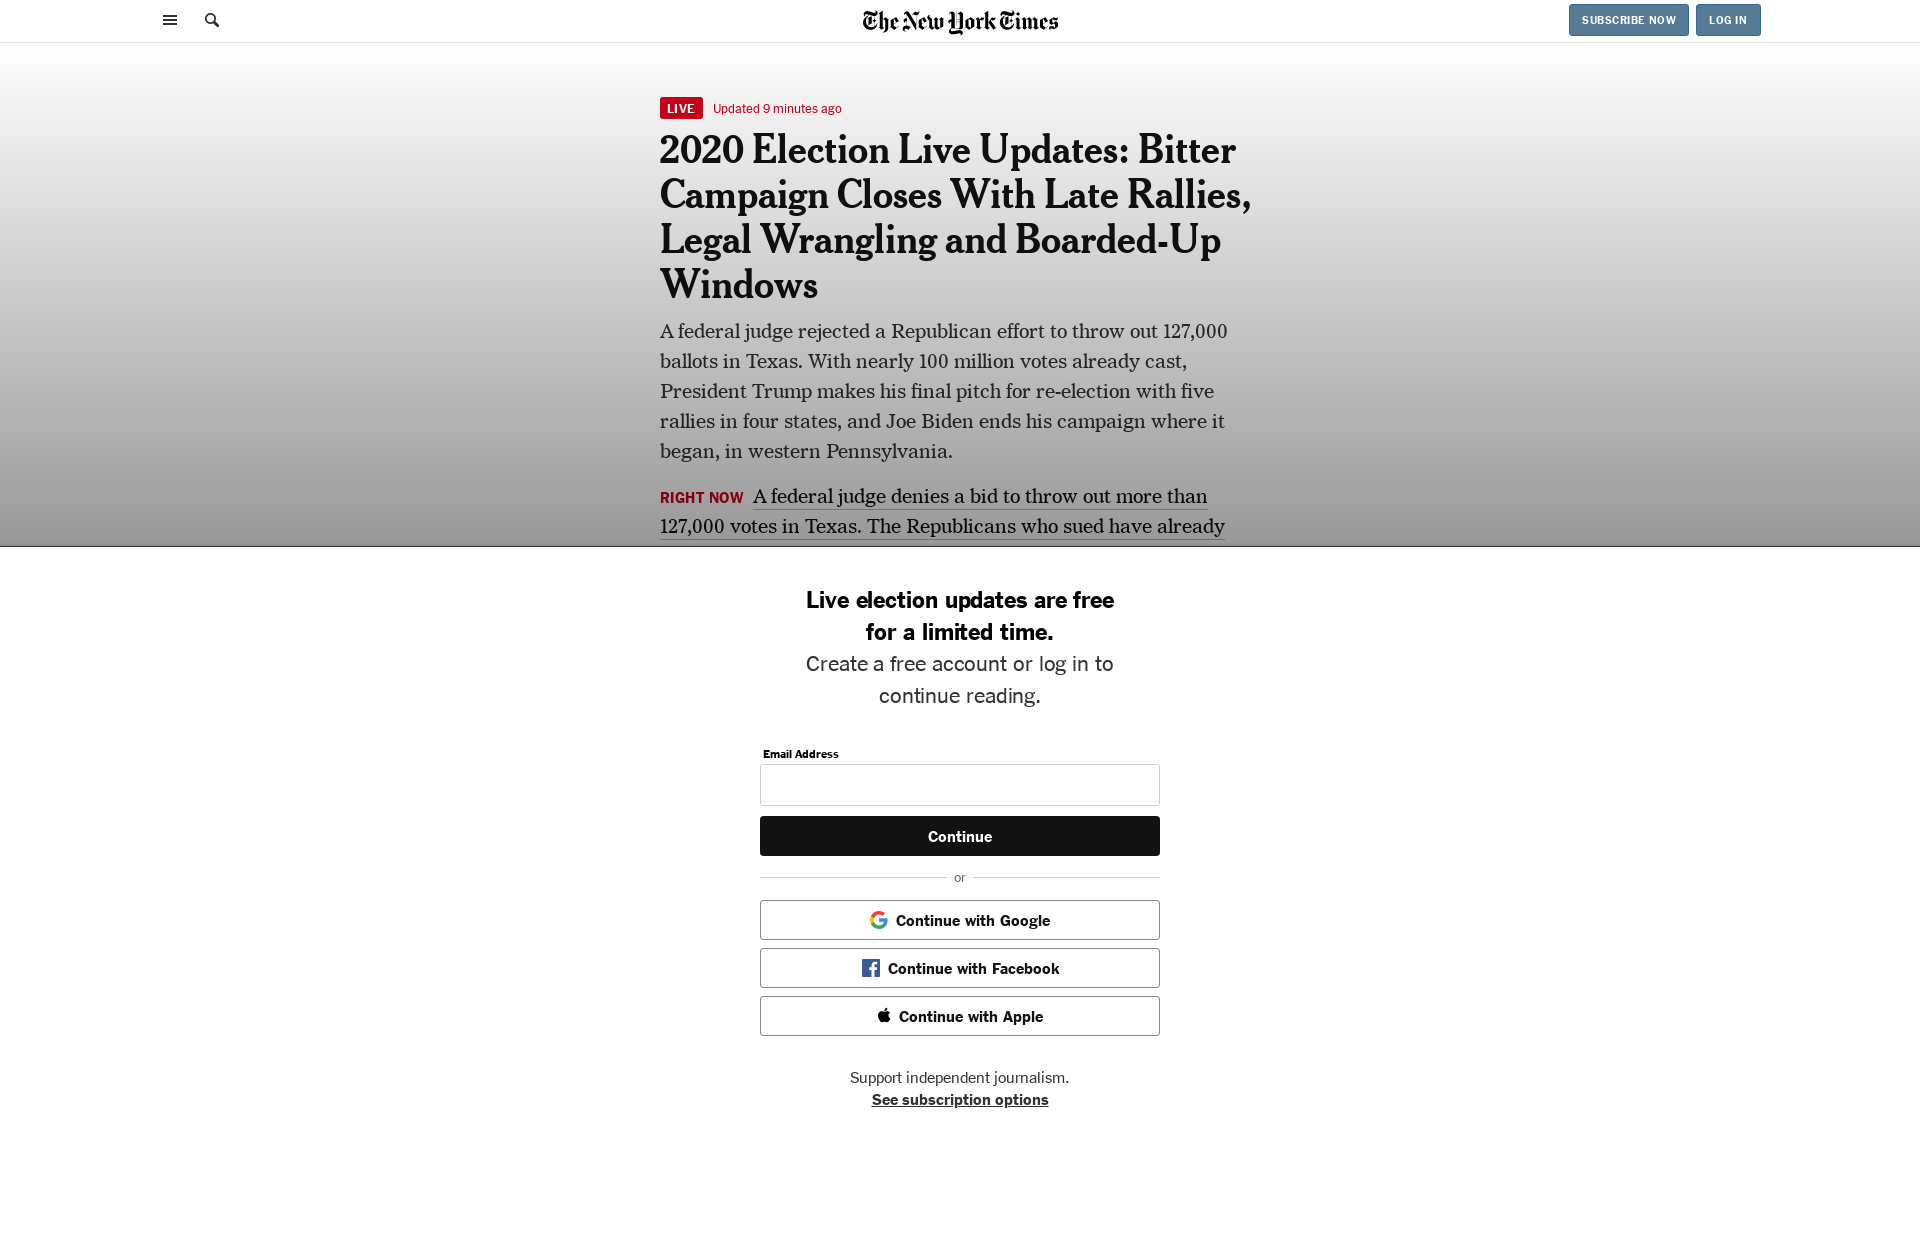 The New York Times
SUBSCRIBE NOW
LOG IN
LIVE Updated 9 minutes ago
2020 Election Live Updates: Bitter
Campaign Closes With Late Rallies,
Legal Wrangling and Boarded-Up
Windows
A federal judge rejected a Republican effort to throw out 127,000
ballots in Texas. With nearly 100 million votes already cast,
President Trump makes his final pitch for re-election with five
rallies in four states, and Joe Biden ends his campaign where it
began, in western Pennsylvania.
RIGHT NOW A federal judge denies a bid to throw out more than
127,000 votes in Texas. The Republicans who sued have already
Live election updates are free
for a limited time.
Create a free account or log in to
continue reading.
Email Address
Continue
or
Continue with Google
Continue with Facebook
Continue with Apple
Support independent journalism.
See subscription options